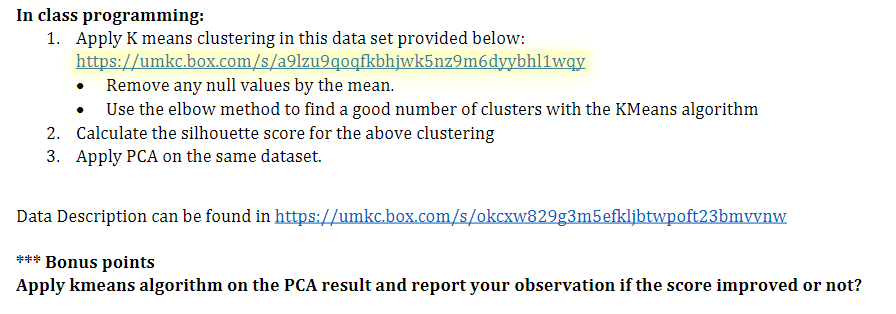 In class programming:
1. Apply K means clustering in this data set provided below:
https://umkc.box.com/s/a9lzu9qoqfkbhjwk5nz9m6dyybhl1wqy
• Remove any null values by the mean.
• Use the elbow method to find a good number of clusters with the KMeans algorithm
2. Calculate the silhouette score for the above clustering
3. Apply PCA on the same dataset.
Data Description can be found in https://umkc.box.com/s/okcxw829g3m5efkljbtwpoft23bmvvnw
*** Bonus points
Apply kmeans algorithm on the PCA result and report your observation if the score improved or not?